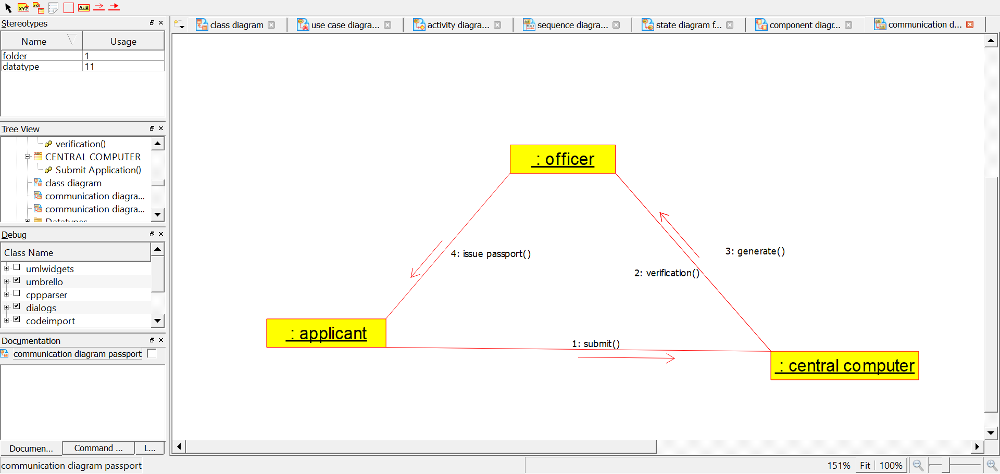 XYZ
XYZ
A:B
Stereotypes
Name Usage
folder 1
datatype 11
Tree View
verification()
CENTRAL COMPUTER
Submit Application()
class diagram
communication diagra...
communication diagra...
Datatypes
Debug
Class Name
umlwidgets
umbrello
cppparser
dialogs
codeimport
Documentation
communication diagram passport
Documen... Command ... L...
communication diagram passport
class diagram use case diagra... activity diagra... sequence diagra... state diagram f... component diagr... communication d...
: officer
4: issue passport()
3: generate()
2: verification()
: applicant
1: submit()
: central computer
151% Fit 100%